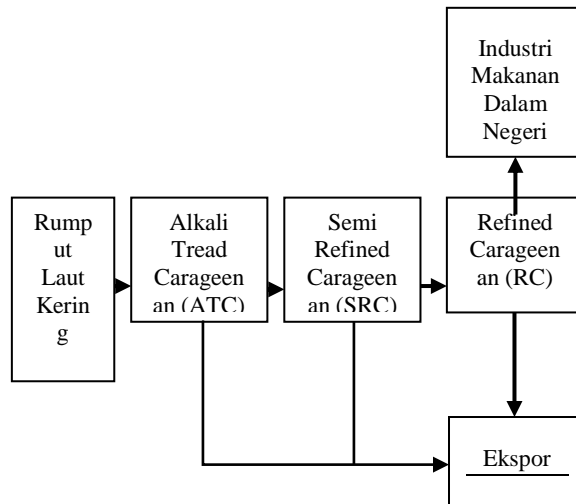 Industri
Makanan
Dalam
Negeri
Rump
ut
Laut
Kerin
g
Alkali
Tread
Carageen
an (ATC)
Semi
Refined
Carageen
an (SRC)
Refined
Carageen
an (RC)
Ekspor